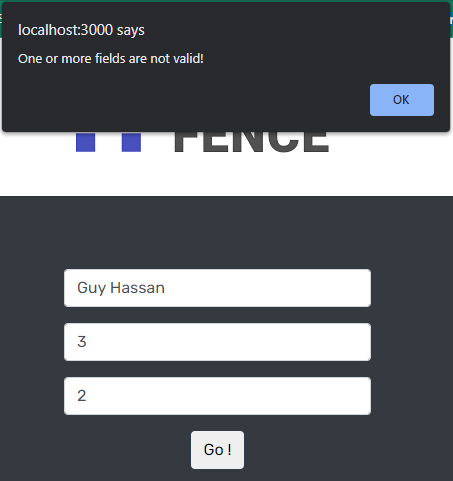 localhost:3000 says
One or more fields are not valid!
OK
FENCE
Guy Hassan
3
2
Go !